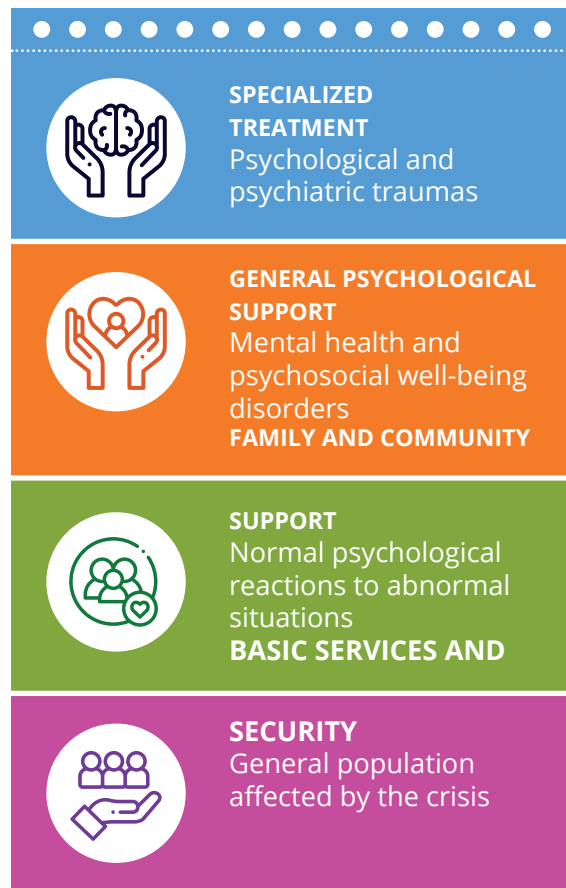 SPECIALIZED
TREATMENT
Psychological and
psychiatric traumas
GENERAL PSYCHOLOGICAL
SUPPORT
Mental health and
psychosocial well-being
disorders
FAMILY AND COMMUNITY
SUPPORT
Normal psychological
reactions to abnormal
situations
BASIC SERVICES AND
SECURITY
General population
affected by the crisis